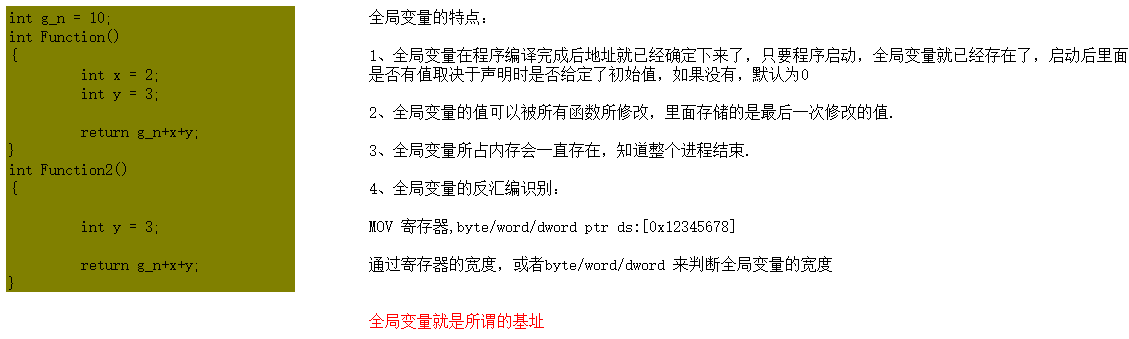 int g_n = 10;
int Function()
{
int x = 2;
int y = 3;
return g_n+x+y;
}
int Function2()
{
int y = 3;
return g_n+x+y;
}
全局变量的特点：
1、全局变量在程序编译完成后地址就已经确定下来了，只要程序启动，全局变量就已经存在了，启动后里面
是否有值取决于声明时是否给定了初始值，如果没有，默认为0
2、全局变量的值可以被所有函数所修改，里面存储的是最后一次修改的值.
3、全局变量所占内存会一直存在，知道整个进程结束.
4、全局变量的反汇编识别：
MOV 寄存器,byte/word/dword ptr ds:[0x12345678]
通过寄存器的宽度，或者byte/word/dword 来判断全局变量的宽度
全局变量就是所谓的基址